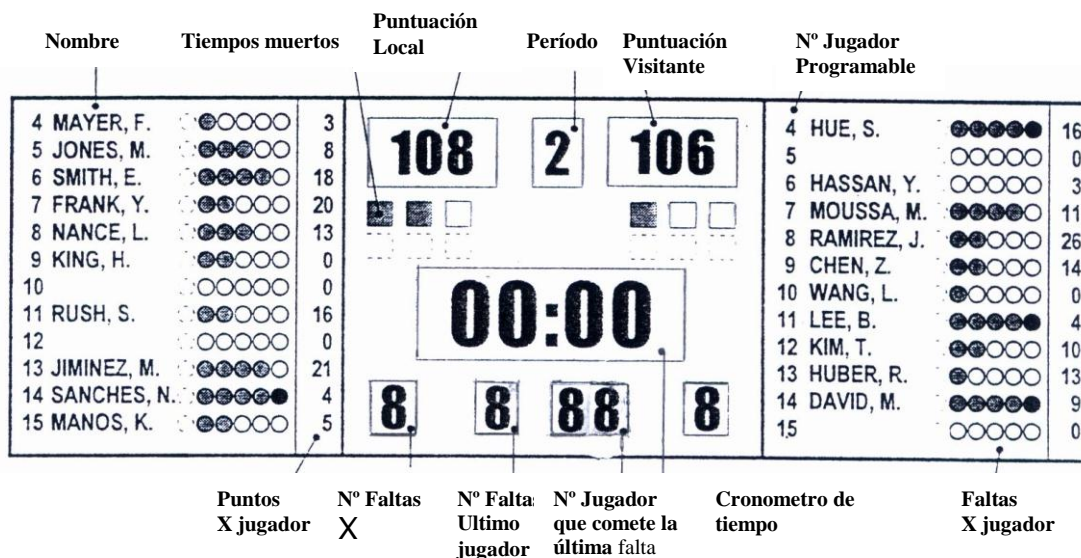 Nombre
Tiempos muertos
Puntuación
Local
Período
Puntuación
Visitante
Nº Jugador
Programable
4 MAYER, F. 3
5 JONES, M. 8
6 SMITH, E. 18
7 FRANK, Y. 20
8 NANCE, L. 13
9 KING, H. 0
10 0
11 RUSH, S. 16
12 0
13 JIMINEZ, M. 21
14 SANCHES, N. 4
15 MANOS, K. 5
108 2 106
00:00
8 8 88 8
4 HUE, S. 16
5 0
6 HASSAN, Y. 3
7 MOUSSA, M. 11
8 RAMIREZ, J. 26
9 CHEN, Z. 14
10 WANG, L. 0
11 LEE, B. 4
12 KIM, T. 10
13 HUBER, R. 13
14 DAVID, M. 9
15 0
Puntos
X jugador
Nº Faltas
X
Nº Faltas
Ultimo
jugador
Nº Jugador
que comete la
última falta
Cronometro de
tiempo
Faltas
X jugador